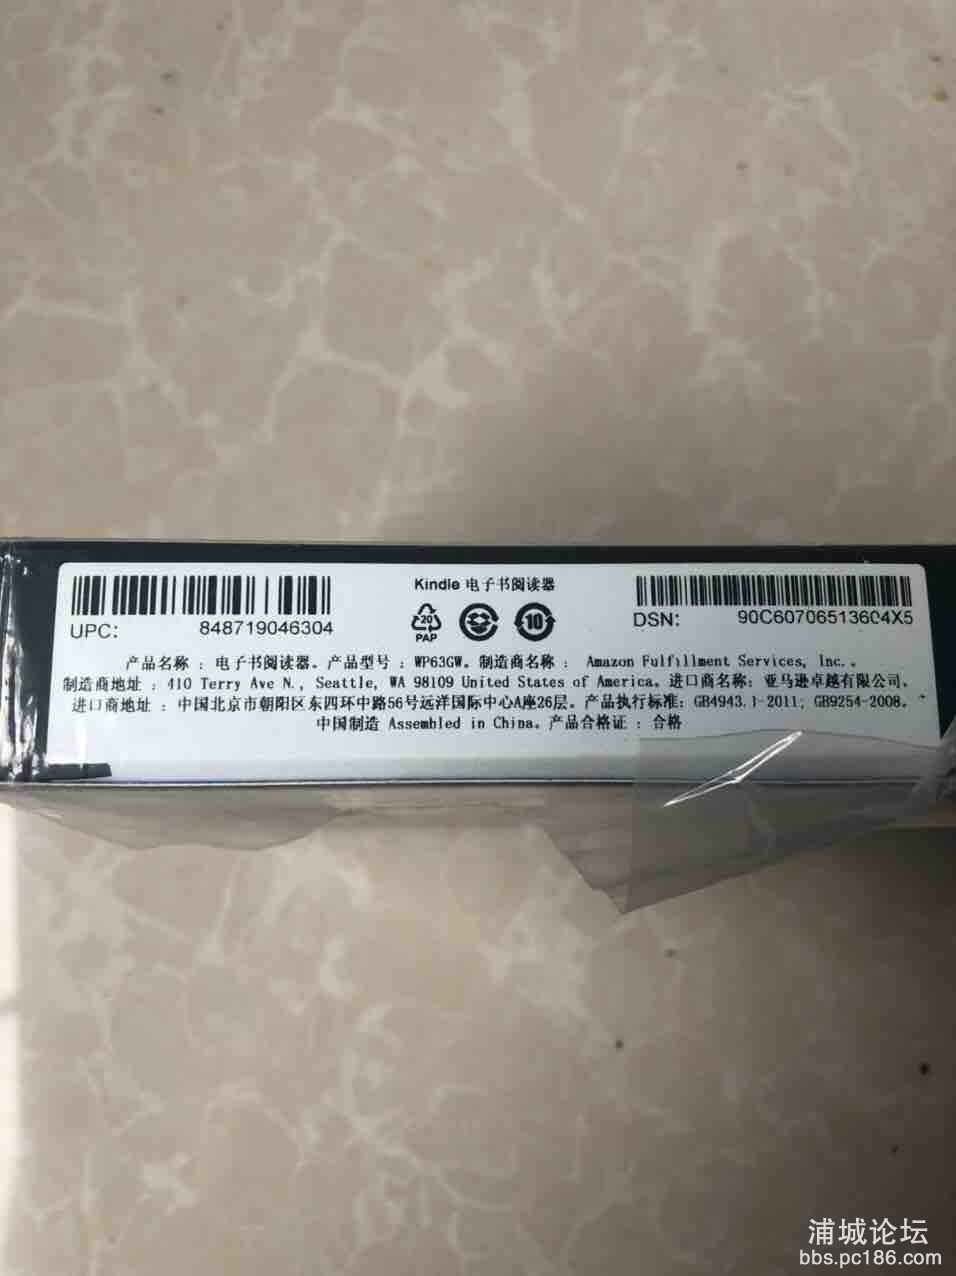 Kindle 电子书阅读器
UPC: 848719046304
20
PAP
10
DSN: 90C60706513604X5
产品名称：电子书阅读器。产品型号：WP63GW。制造商名称： Amazon Fulfillment Services, Inc.。
制造商地址：410 Terry Ave N., Seattle, WA 98109 United States of America。进口商名称：亚马逊卓越有限公司。
进口商地址：中国北京市朝阳区东四环中路56号远洋国际中心A座26层。产品执行标准：GB4943.1-2011; GB9254-2008。
中国制造 Assembled in China。产品合格证：合格
浦城论坛
bbs.pc186.com